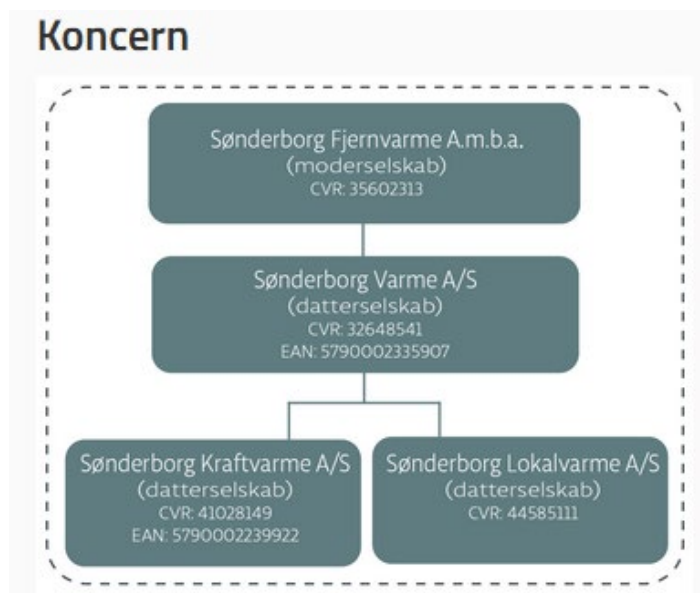 Koncern
Sønderborg Fjernvarme A.m.b.a.
(moderselskab)
CVR: 35602313
Sønderborg Varme A/S
(datterselskab)
CVR: 32648541
EAN: 5790002335907
Sønderborg Kraftvarme A/S
(datterselskab)
CVR: 41028149
EAN: 5790002239922
Sønderborg Lokalvarme A/S
(datterselskab)
CVR: 44585111